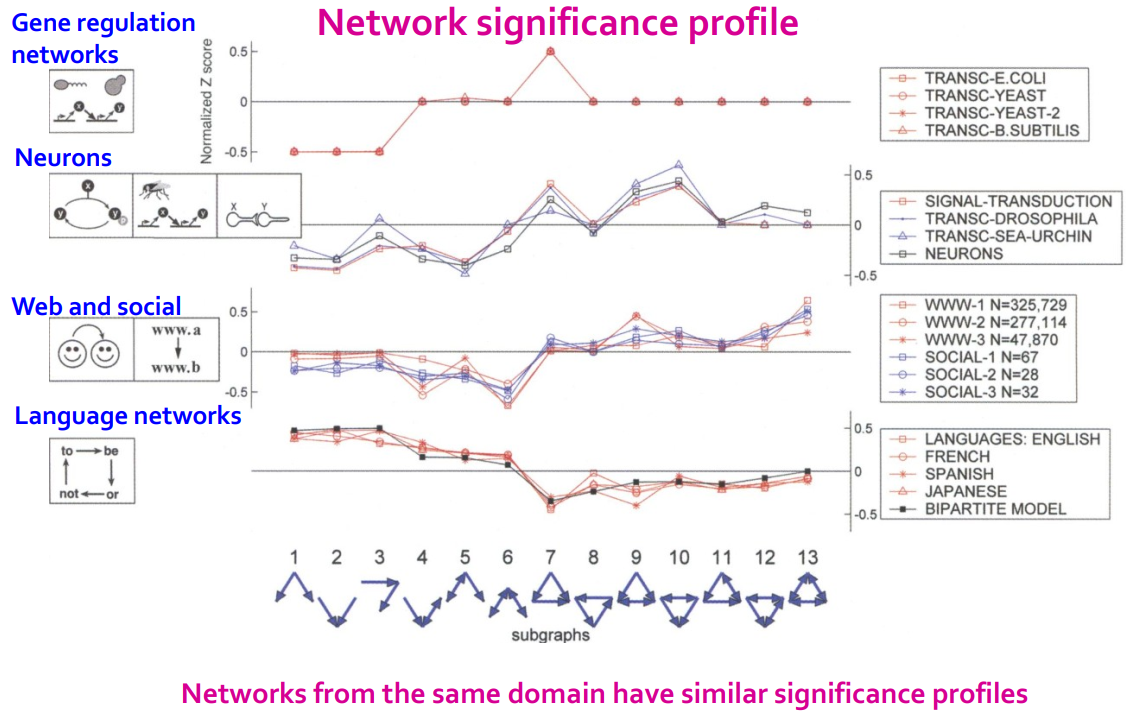 Network significance profile
Gene regulation
networks
Normalized Z score
0.5
0
-0.5
X
Y
TRANSC-E.COLI
TRANSC-YEAST
TRANSC-YEAST-2
TRANSC-B.SUBTILIS
Neurons
X
Y
Y
X
Y
X
Y
0.5
0
-0.5
SIGNAL-TRANSDUCTION
TRANSC-DROSOPHILA
TRANSC-SEA-URCHIN
NEURONS
Web and social
www.a
www.b
0.5
0
-0.5
WWW-1 N=325,729
WWW-2 N=277,114
WWW-3 N=47,870
SOCIAL-1 N=67
SOCIAL-2 N=28
SOCIAL-3 N=32
Language networks
to be
not or
0.5
0
-0.5
LANGUAGES: ENGLISH
FRENCH
SPANISH
JAPANESE
BIPARTITE MODEL
1 2 3 4 5 6 7 8 9 10 11 12 13
subgraphs
Networks from the same domain have similar significance profiles